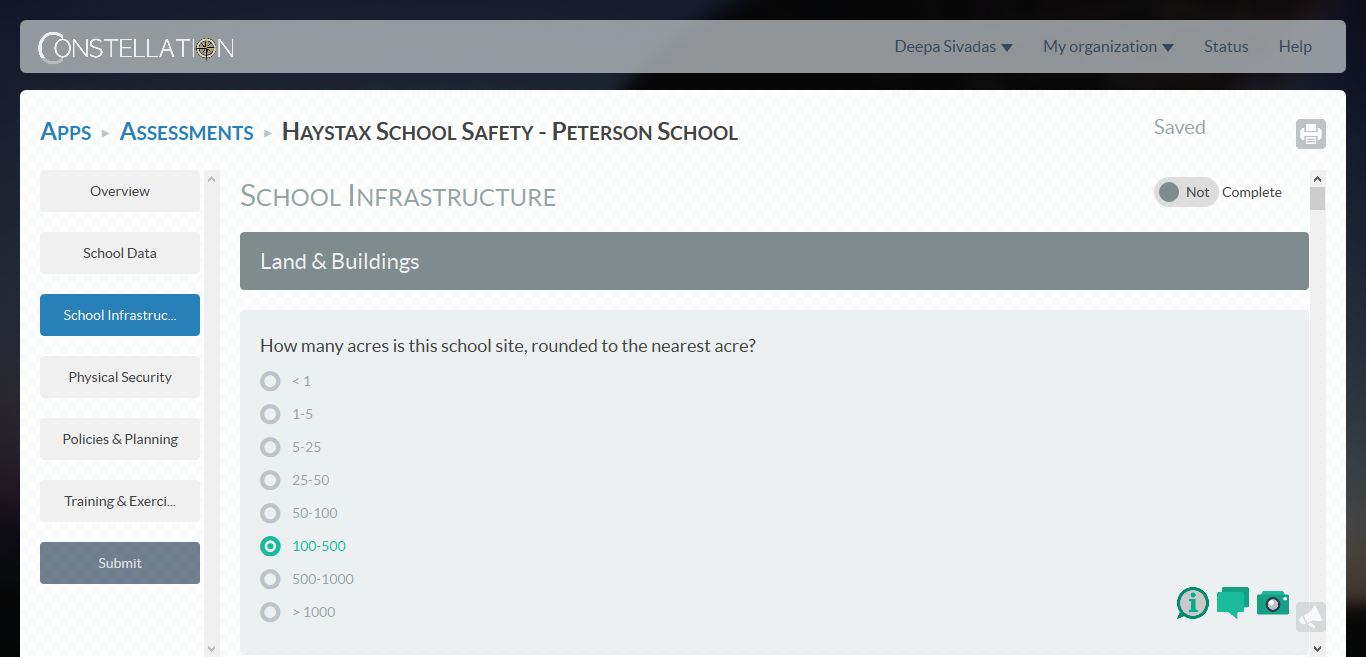 CONSTELLATION
Deepa Sivadas My organization Status Help
APPS ASSESSMENTS HAYSTAX SCHOOL SAFETY - PETERSON SCHOOL
Saved
Overview
School Data
School Infrastruc...
Physical Security
Policies & Planning
Training & Exerci...
Submit
SCHOOL INFRASTRUCTURE
Not Complete
Land & Buildings
How many acres is this school site, rounded to the nearest acre?
< 1
1-5
5-25
25-50
50-100
100-500
500-1000
> 1000